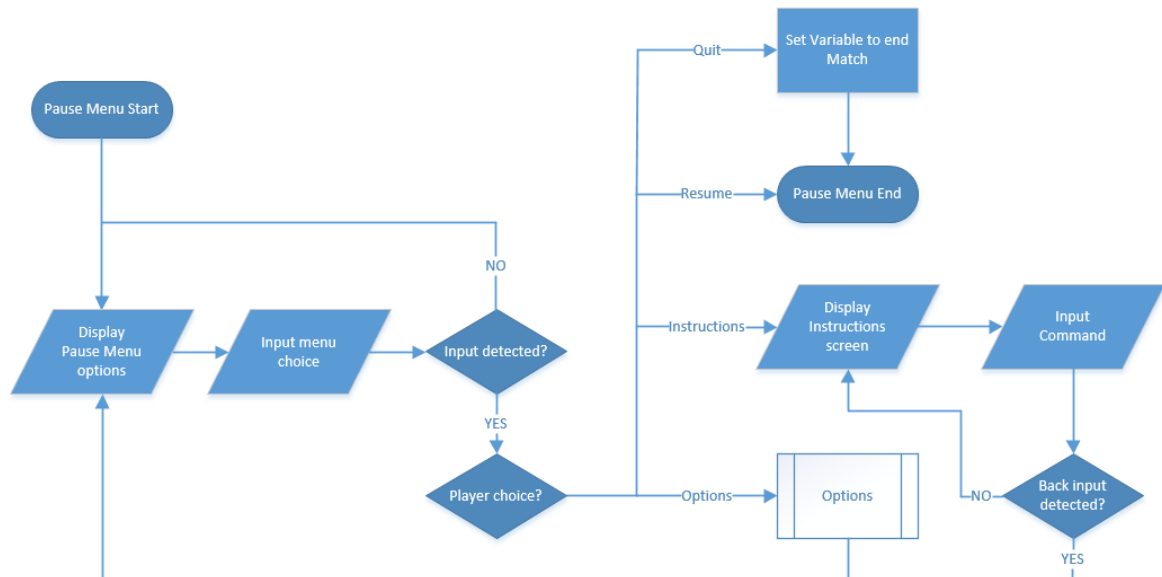 Quit
Set Variable to end
Match
Pause Menu Start
Resume
Pause Menu End
NO
Display
Pause Menu
options
Input menu
choice
Input detected?
Instructions
Display
Instructions
screen
Input
Command
YES
Player choice?
Options
Options
NO
Back input
detected?
YES